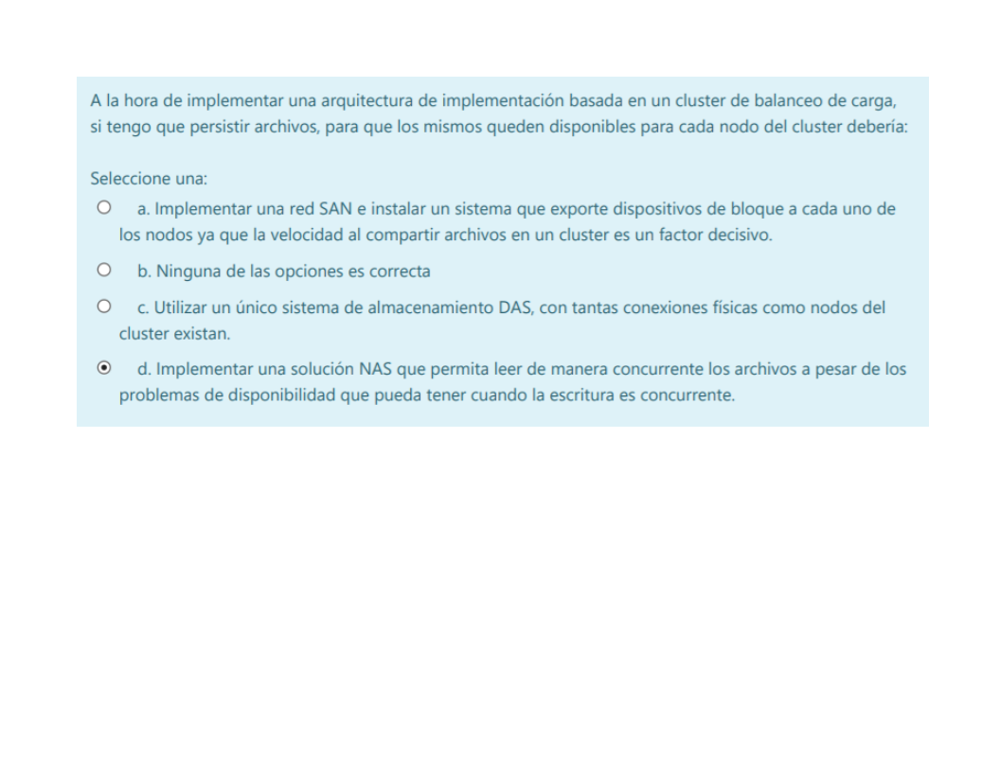 A la hora de implementar una arquitectura de implementación basada en un cluster de balanceo de carga,
si tengo que persistir archivos, para que los mismos queden disponibles para cada nodo del cluster debería:
Seleccione una:
a. Implementar una red SAN e instalar un sistema que exporte dispositivos de bloque a cada uno de
los nodos ya que la velocidad al compartir archivos en un cluster es un factor decisivo.
b. Ninguna de las opciones es correcta
c. Utilizar un único sistema de almacenamiento DAS, con tantas conexiones físicas como nodos del
cluster existan.
d. Implementar una solución NAS que permita leer de manera concurrente los archivos a pesar de los
problemas de disponibilidad que pueda tener cuando la escritura es concurrente.